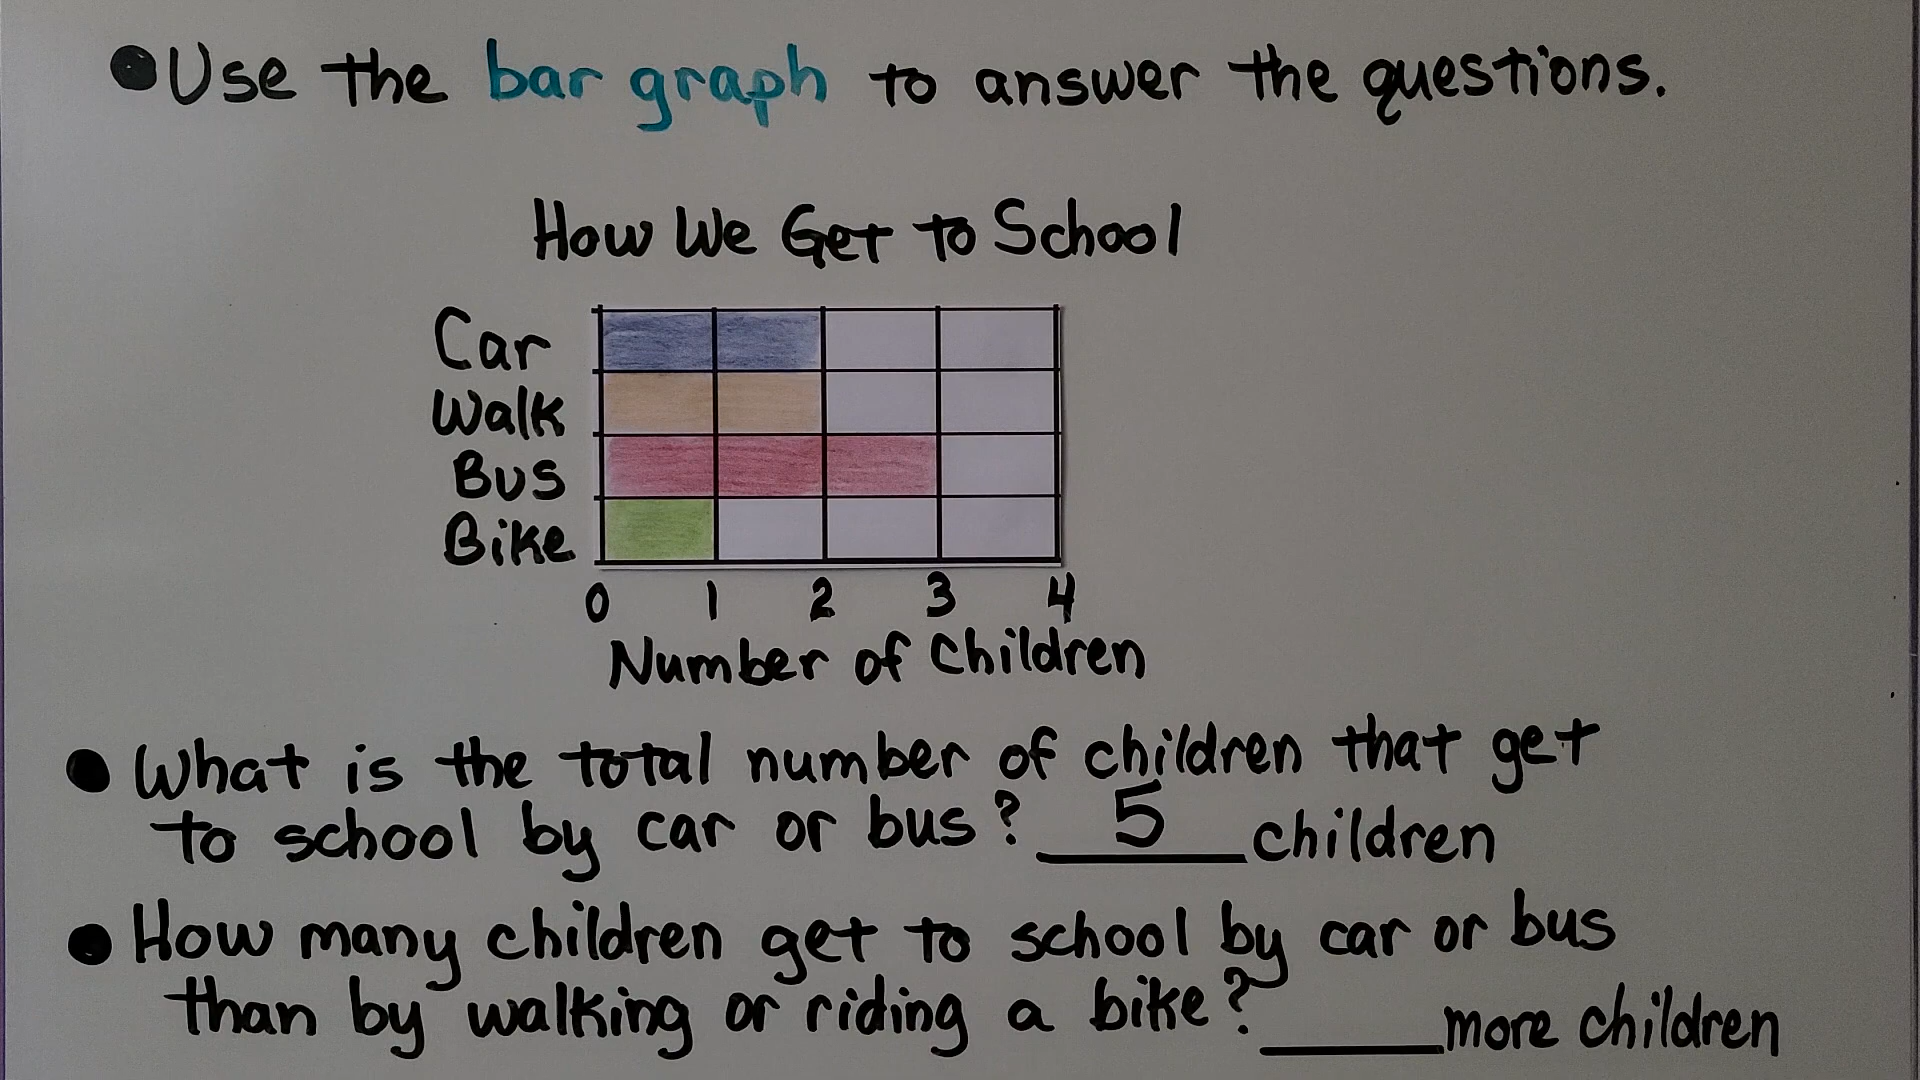 ● Use the bar graph to answer the questions.
How We Get to School
Car
Walk
Bus
Bike
0 1 2 3 4
Number of Children
● What is the total number of children that get
to school by car or bus? 5 children
● How many children get to school by car or bus
than by walking or riding a bike? ____ more children